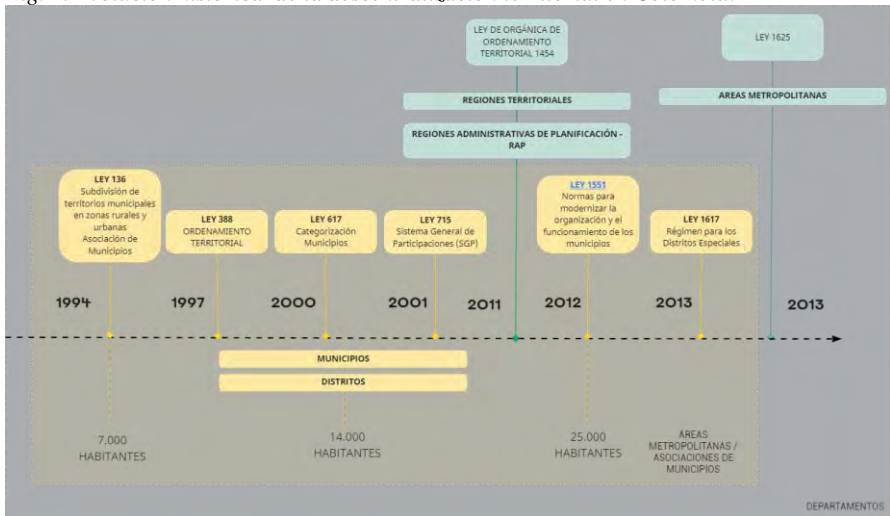 LEY DE ORGÁNICA DE
ORDENAMIENTO
TERRITORIAL 1454
LEY 1625
REGIONES TERRITORIALES
AREAS METROPOLITANAS
REGIONES ADMINISTRATIVAS DE PLANIFICACIÓN -
RAP
LEY 136
Subdivisión de
territorios municipales
en zonas rurales y
urbanas
Asociación de
Municipios
LEY 388
ORDENAMIENTO
TERRITORIAL
LEY 617
Categorización
Municipios
LEY 715
Sistema General de
Participaciones (SGP)
LEY 1551
Normas para
modernizar la
organización y el
funcionamiento de los
municipios
LEY 1617
Régimen para los
Distritos Especiales
1994
1997
2000
2001
2011
2012
2013
2013
MUNICIPIOS
DISTRITOS
7.000
HABITANTES
14.000
HABITANTES
25.000
HABITANTES
ÁREAS
METROPOLITANAS /
ASOCIACIONES DE
MUNICIPIOS
DEPARTAMENTOS